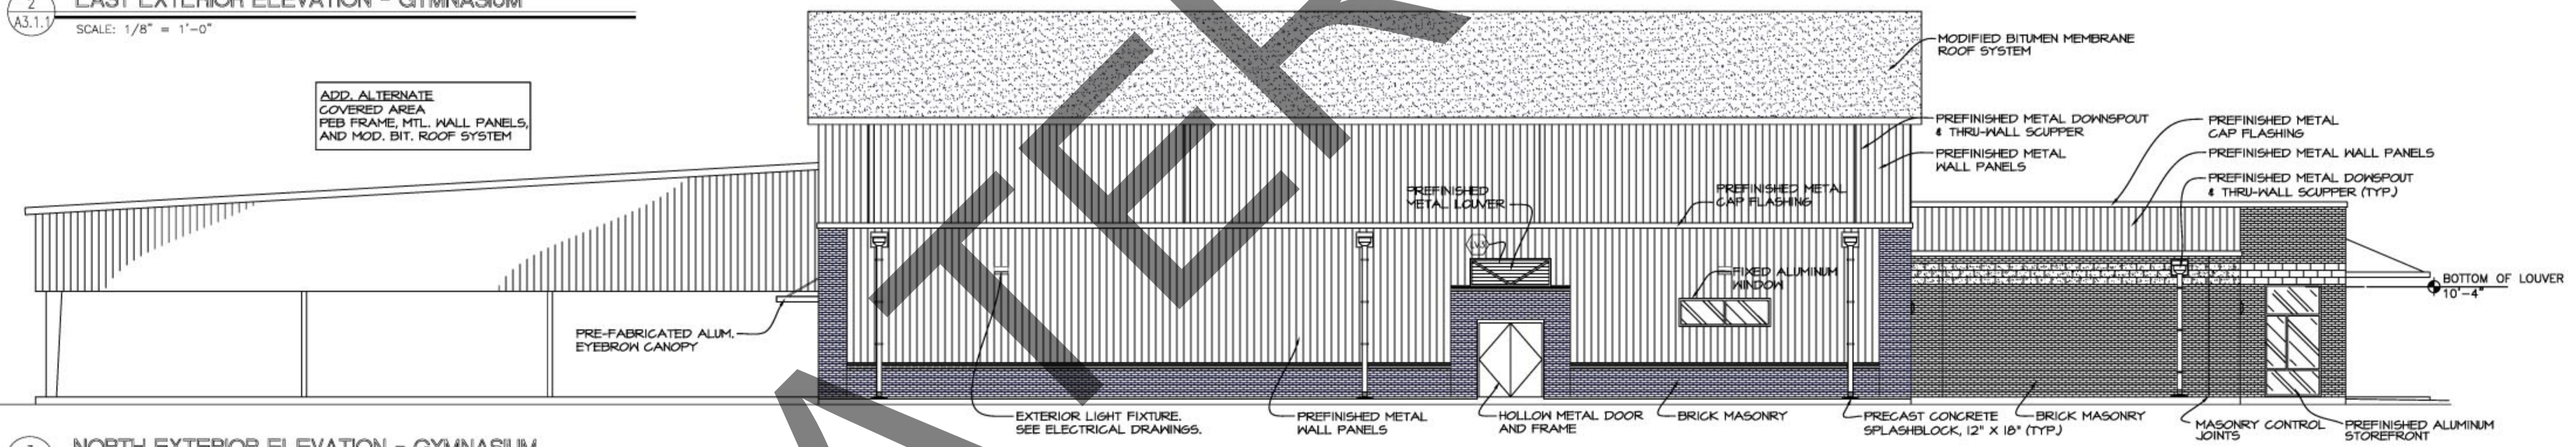 2
A3.1.1
EAST EXTERIOR ELEVATION - GYMNASIUM
SCALE: 1/8" = 1'-0"
ADD. ALTERNATE
COVERED AREA
PEB FRAME, MTL. WALL PANELS,
AND MOD. BIT. ROOF SYSTEM
MODIFIED BITUMEN MEMBRANE
ROOF SYSTEM
PREFINISHED METAL DOWNSPOUT
& THRU-WALL SCUPPER
PREFINISHED METAL
WALL PANELS
PREFINISHED METAL
CAP FLASHING
PREFINISHED METAL WALL PANELS
PREFINISHED METAL DOWSPOUT
& THRU-WALL SCUPPER (TYP.)
PREFINISHED
METAL LOUVER
PREFINISHED METAL
CAP FLASHING
FIXED ALUMINUM
WINDOW
BOTTOM OF LOUVER
10'-4"
PRE-FABRICATED ALUM.
EYEBROW CANOPY
EXTERIOR LIGHT FIXTURE.
SEE ELECTRICAL DRAWINGS.
PREFINISHED METAL
WALL PANELS
HOLLOW METAL DOOR
AND FRAME
BRICK MASONRY
PRECAST CONCRETE
SPLASHBLOCK, 12" X 18" (TYP.)
BRICK MASONRY
MASONRY CONTROL
JOINTS
PREFINISHED ALUMINUM
STOREFRONT
NORTH EXTERIOR ELEVATION - GYMNASIUM